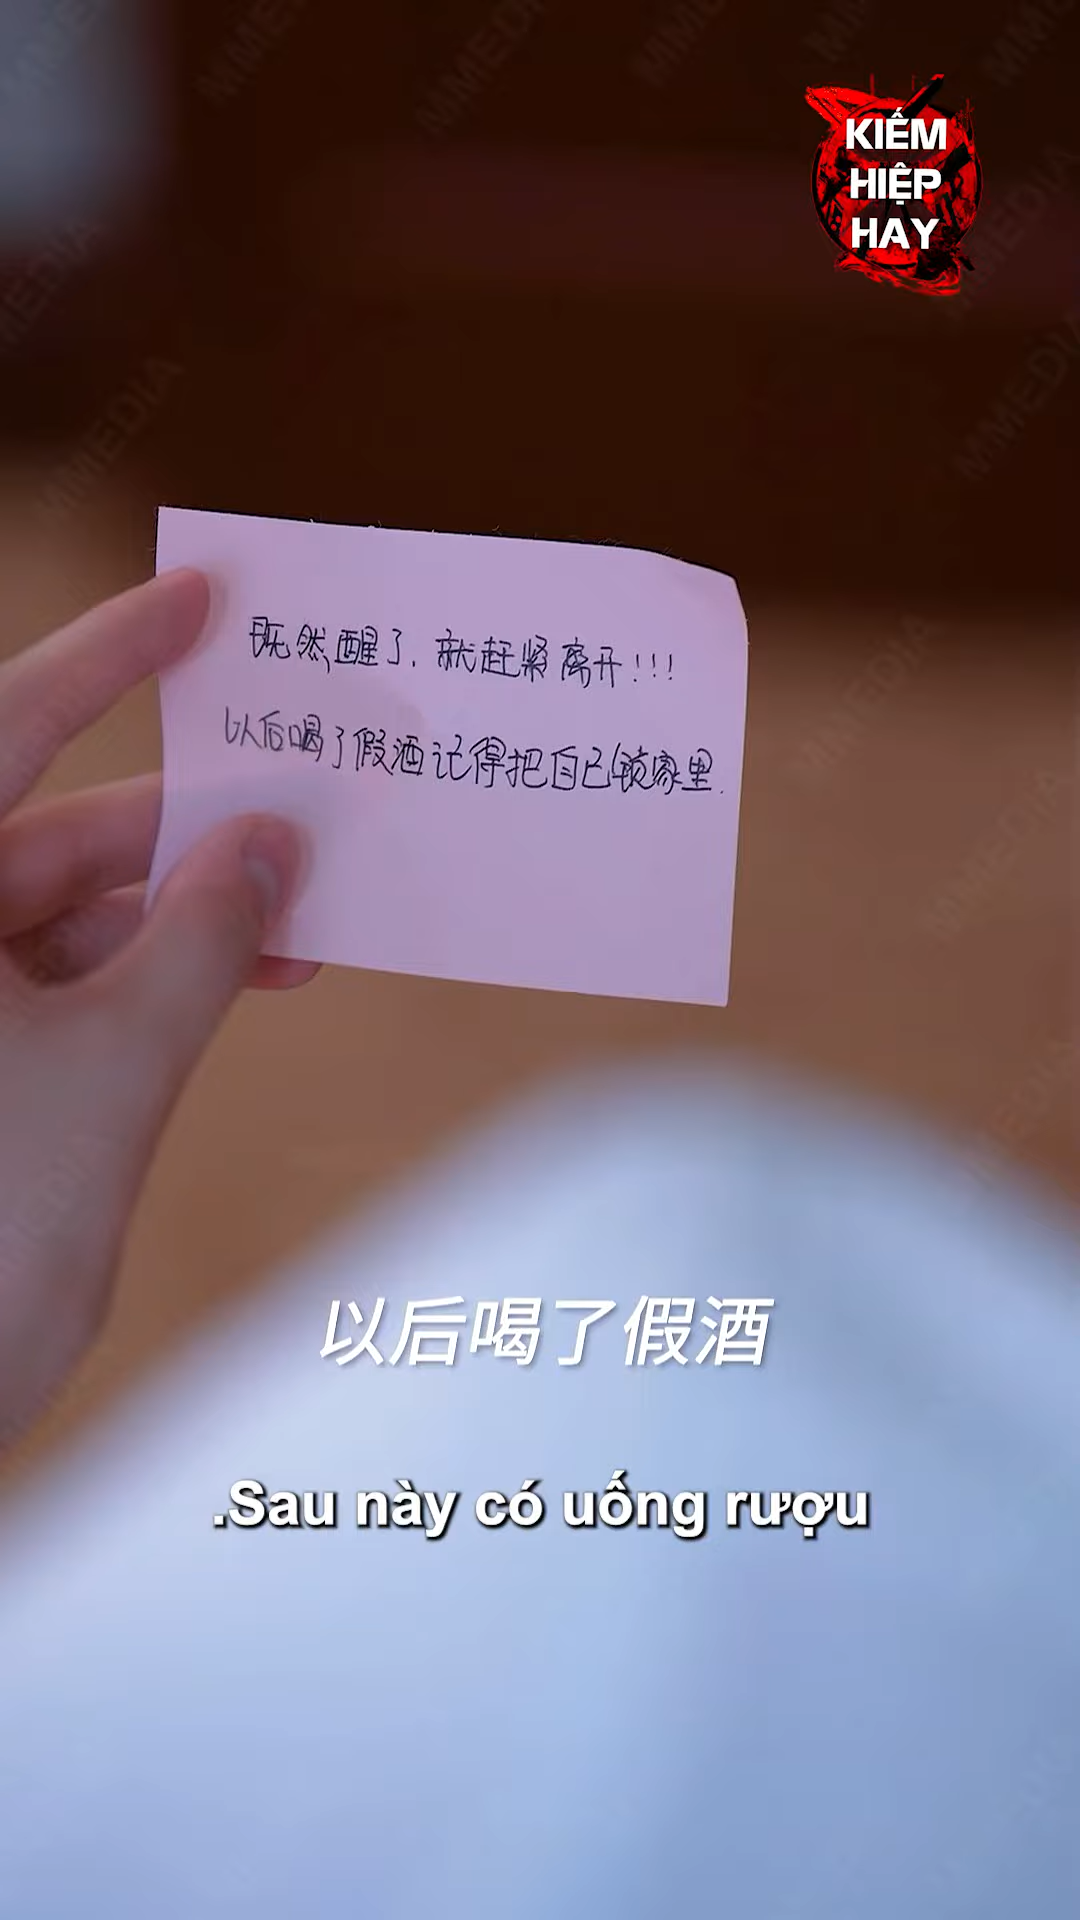 KIẾM
HIỆP
HAY
既然醒了.就赶紧离开!!!
以后喝了假酒记得把自己锁家里.
以后喝了假酒
.Sau này có uống rượu
MMEDIA